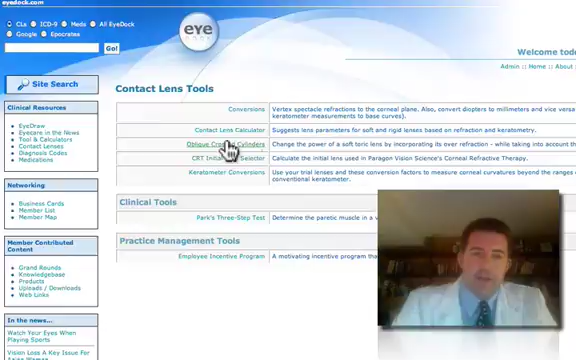 eyedock.com
CLs ICD-9 Meds All EyeDock
Google Epocrates
Go!
eye
Welcome tod
Admin :: Home :: About
Site Search
Clinical Resources
EyeDraw
Eyecare in the News
Tool & Calculators
Contact Lenses
Diagnosis Codes
Medications
Networking
Business Cards
Member List
Member Map
Member Contributed
Content
Grand Rounds
Knowledgebase
Products
Uploads / Downloads
Web Links
In the news...
Watch Your Eyes When
Playing Sports
Vision Loss A Key Issue For
Contact Lens Tools
Conversions
Vertex spectacle refractions to the corneal plane. Also, convert diopters to millimeters and vice versa
keratometry to base curves).
Contact Lens Calculator
Suggests lens parameters for soft and rigid lenses based on refraction and keratometry.
Oblique Cylinders
Change the power of a soft toric lens by incorporating its over refraction - while taking into account
CRT Initial Selector
Calculate the initial lens used in Paragon Vision Science's Corneal Refractive Therapy.
Keratometer Conversions
Use your trial lenses and these conversion factors to measure corneal curvatures beyond the ranges
conventional keratometer.
Clinical Tools
Park's Three-Step Test
Determine the paretic muscle in a v
Practice Management Tools
Employee Incentive Program
A motivating incentive program tha